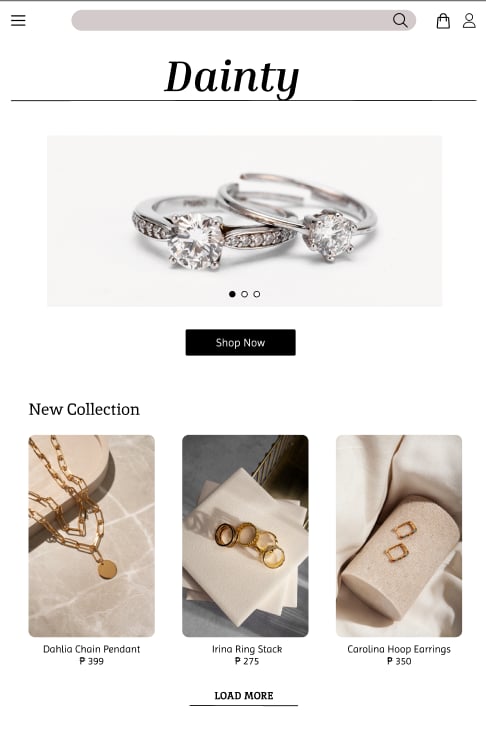 Dainty
Shop Now
New Collection
Dahlia Chain Pendant
₱ 399
Irina Ring Stack
₱ 275
Carolina Hoop Earrings
₱ 350
LOAD MORE